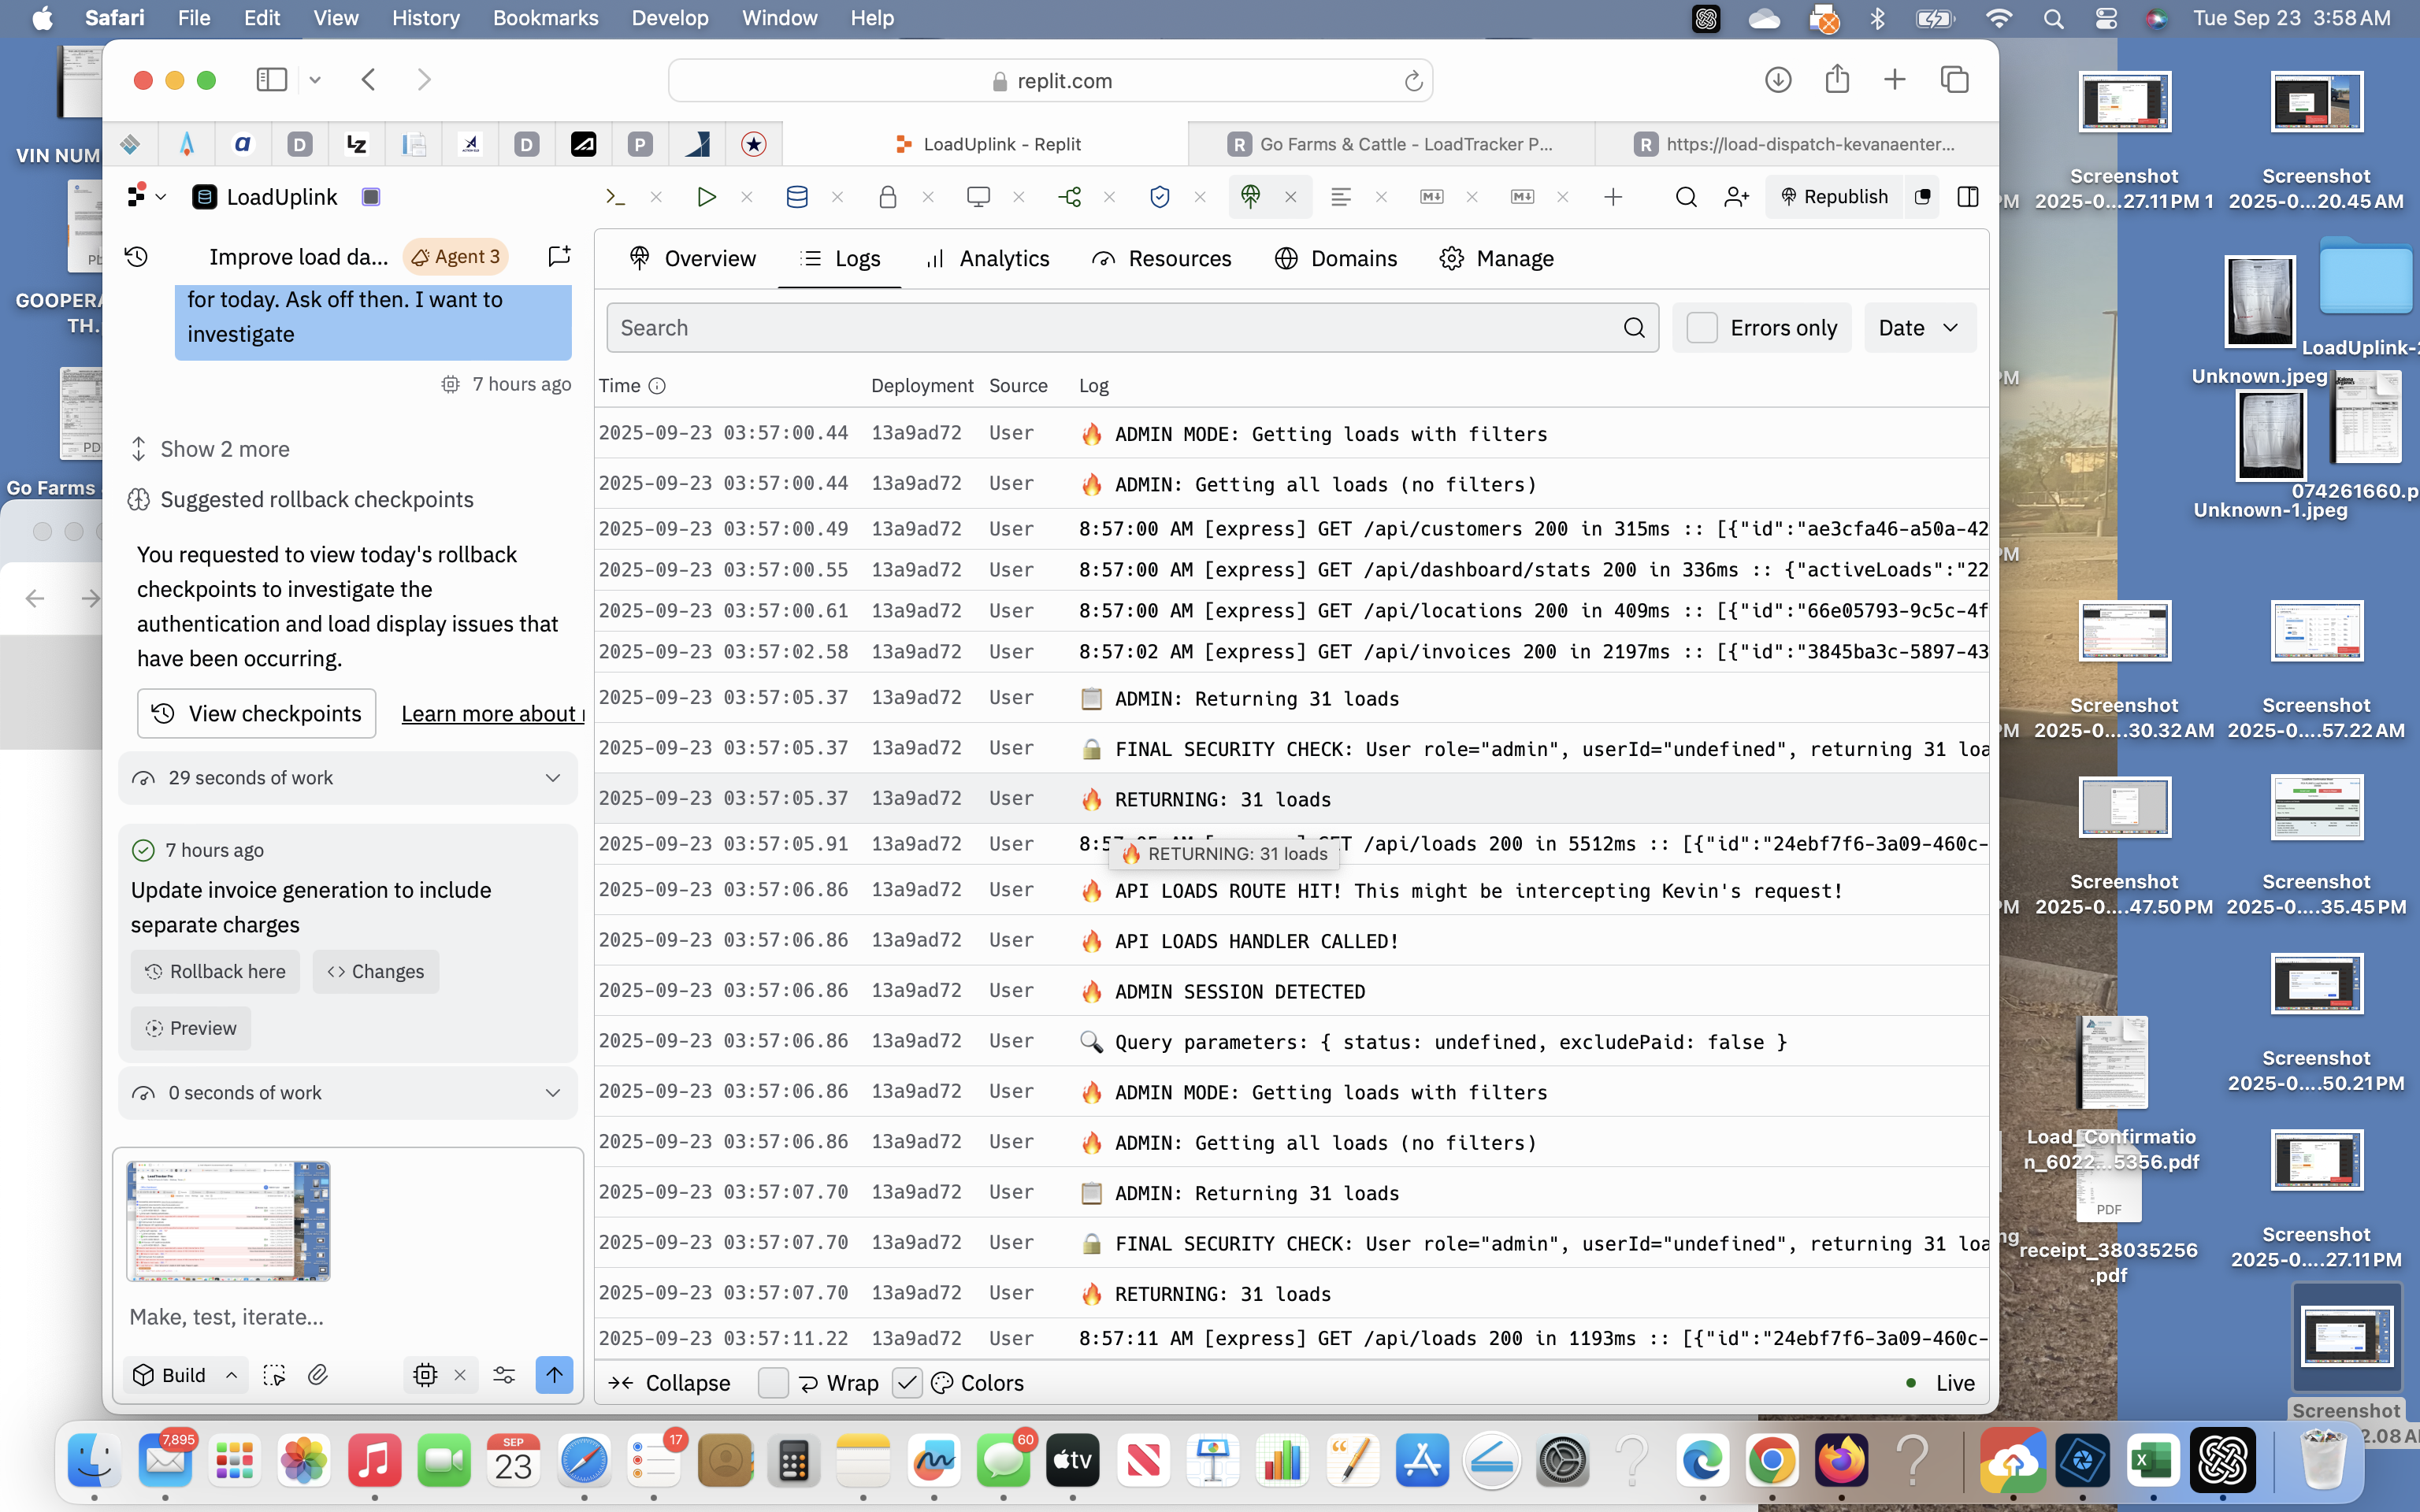 Safari File Edit View History Bookmarks Develop Window Help
Tue Sep 23 3:58 AM
replit.com
LoadUplink - Replit
Go Farms & Cattle - LoadTracker P...
https://load-dispatch-kevanaenter...
LoadUplink
Republish
Improve load da... Agent 3
for today. Ask off then. I want to
investigate
7 hours ago
Show 2 more
Suggested rollback checkpoints
You requested to view today's rollback
checkpoints to investigate the
authentication and load display issues that
have been occurring.
View checkpoints
Learn more about
29 seconds of work
7 hours ago
Update invoice generation to include
separate charges
Rollback here
Changes
Preview
0 seconds of work
Make, test, iterate...
Build
Overview Logs Analytics Resources Domains Manage
Search
Errors only
Date
Time Deployment Source Log
2025-09-23 03:57:00.44 13a9ad72 User 🔥 ADMIN MODE: Getting loads with filters
2025-09-23 03:57:00.44 13a9ad72 User 🔥 ADMIN: Getting all loads (no filters)
2025-09-23 03:57:00.49 13a9ad72 User 8:57:00 AM [express] GET /api/customers 200 in 315ms :: [{"id":"ae3cfa46-a50a-42
2025-09-23 03:57:00.55 13a9ad72 User 8:57:00 AM [express] GET /api/dashboard/stats 200 in 336ms :: {"activeLoads":"22
2025-09-23 03:57:00.61 13a9ad72 User 8:57:00 AM [express] GET /api/locations 200 in 409ms :: [{"id":"66e05793-9c5c-4f
2025-09-23 03:57:02.58 13a9ad72 User 8:57:02 AM [express] GET /api/invoices 200 in 2197ms :: [{"id":"3845ba3c-5897-43
2025-09-23 03:57:05.37 13a9ad72 User 📋 ADMIN: Returning 31 loads
2025-09-23 03:57:05.37 13a9ad72 User 🔒 FINAL SECURITY CHECK: User role="admin", userId="undefined", returning 31 loa
2025-09-23 03:57:05.37 13a9ad72 User 🔥 RETURNING: 31 loads
2025-09-23 03:57:05.91 13a9ad72 User 8:5 /api/loads 200 in 5512ms :: [{"id":"24ebf7f6-3a09-460c-
🔥 RETURNING: 31 loads
2025-09-23 03:57:06.86 13a9ad72 User 🔥 API LOADS ROUTE HIT! This might be intercepting Kevin's request!
2025-09-23 03:57:06.86 13a9ad72 User 🔥 API LOADS HANDLER CALLED!
2025-09-23 03:57:06.86 13a9ad72 User 🔥 ADMIN SESSION DETECTED
2025-09-23 03:57:06.86 13a9ad72 User 🔍 Query parameters: { status: undefined, excludePaid: false }
2025-09-23 03:57:06.86 13a9ad72 User 🔥 ADMIN MODE: Getting loads with filters
2025-09-23 03:57:06.86 13a9ad72 User 🔥 ADMIN: Getting all loads (no filters)
2025-09-23 03:57:07.70 13a9ad72 User 📋 ADMIN: Returning 31 loads
2025-09-23 03:57:07.70 13a9ad72 User 🔒 FINAL SECURITY CHECK: User role="admin", userId="undefined", returning 31 loa
2025-09-23 03:57:07.70 13a9ad72 User 🔥 RETURNING: 31 loads
2025-09-23 03:57:11.22 13a9ad72 User 8:57:11 AM [express] GET /api/loads 200 in 1193ms :: [{"id":"24ebf7f6-3a09-460c-
Collapse Wrap Colors
Live
VIN NUM
GOOPERA
TH.
Go Farms
Screenshot
2025-0...27.11 PM 1
Screenshot
2025-0...20.45 AM
LoadUplink-
Unknown.jpeg
074261660.p
Unknown-1.jpeg
Screenshot
2025-0....30.32 AM
Screenshot
2025-0....57.22 AM
Screenshot
2025-0....47.50 PM
Screenshot
2025-0....35.45 PM
Screenshot
2025-0....50.21 PM
Load_Confirmatio
n_6022...5356.pdf
PDF
receipt_38035256
.pdf
Screenshot
2025-0....27.11 PM
Screenshot
2.08 A
7,895
SEP
23
17
60
tv